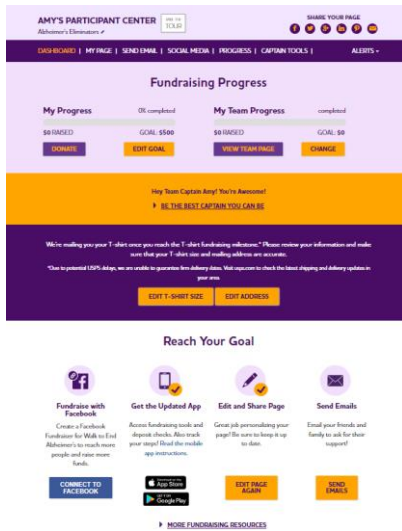 AMY'S PARTICIPANT CENTER
TOUR
Alzheimer's Eliminators
SHARE YOUR PAGE
DASHBOARD | MY PAGE | SEND EMAIL | SOCIAL MEDIA | PROGRESS | CAPTAIN TOOLS |
ALERTS
Fundraising Progress
My Progress 0% completed
My Team Progress completed
$0 RAISED GOAL: $500
$0 RAISED GOAL: $0
DONATE EDIT GOAL
VIEW TEAM PAGE CHANGE
Hey Team Captain Amy! You're Awesome!
BE THE BEST CAPTAIN YOU CAN BE
We're mailing you your T-shirt once you reach the T-shirt fundraising milestone.* Please review your information and make
sure that your T-shirt size and mailing address are accurate.
*Due to potential USPS delays, we are unable to guarantee firm delivery dates. Visit usps.com to check the latest shipping and delivery updates in
your area.
EDIT T-SHIRT SIZE EDIT ADDRESS
Reach Your Goal
Fundraise with
Facebook
Create a Facebook
Fundraiser for Walk to End
Alzheimer's to reach more
people and raise more
funds.
CONNECT TO
FACEBOOK
Get the Updated App
Access fundraising tools and
deposit checks. Also track
your steps! Read the mobile
app instructions.
App Store
Google Play
Edit and Share Page
Great job personalizing your
page! Be sure to keep it up
to date.
EDIT PAGE
AGAIN
Send Emails
Email your friends and
family to ask for their
support!
SEND
EMAILS
MORE FUNDRAISING RESOURCES